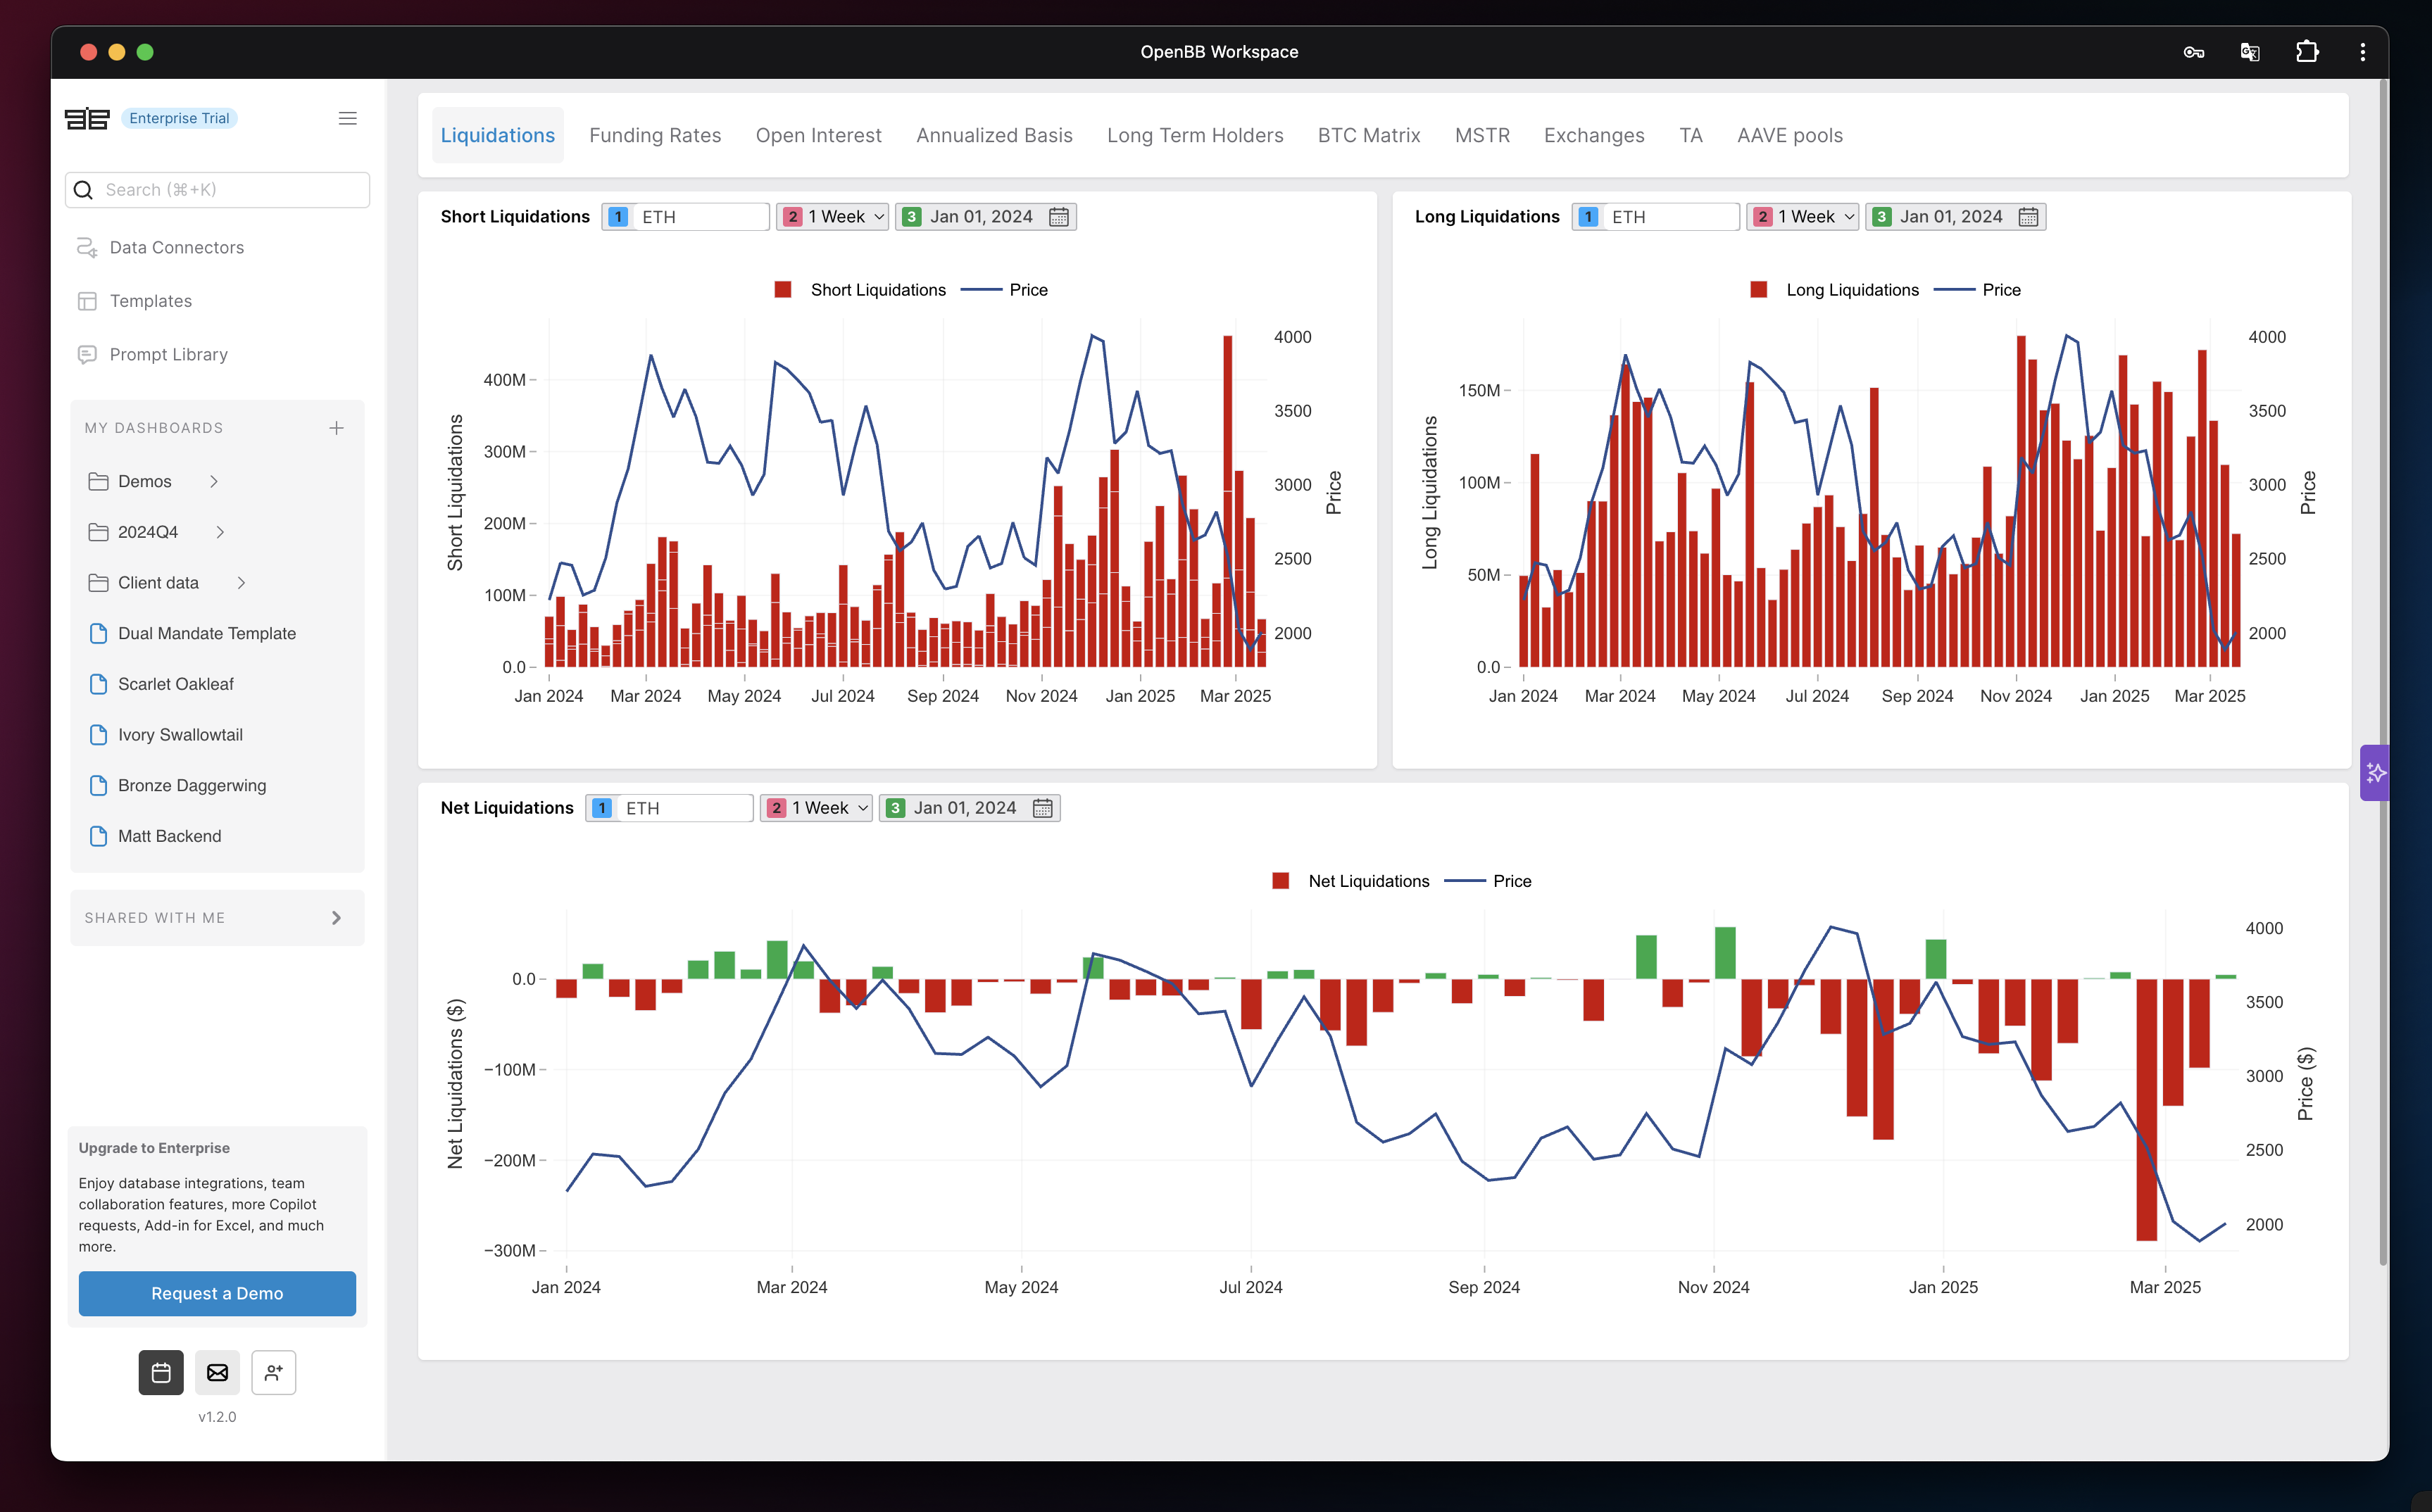 OpenBB Workspace
Enterprise Trial
Search (⌘+K)
Data Connectors
Templates
Prompt Library
MY DASHBOARDS
Demos
2024Q4
Client data
Dual Mandate Template
Scarlet Oakleaf
Ivory Swallowtail
Bronze Daggerwing
Matt Backend
SHARED WITH ME
Upgrade to Enterprise
Enjoy database integrations, team
collaboration features, more Copilot
requests, Add-in for Excel, and much
more.
Request a Demo
v1.2.0
Liquidations Funding Rates Open Interest Annualized Basis Long Term Holders BTC Matrix MSTR Exchanges TA AAVE pools
Short Liquidations 1 ETH 2 1 Week 3 Jan 01, 2024
Short Liquidations Price
Short Liquidations
400M
300M
200M
100M
0.0
4000
3500
3000
2500
2000
Price
Jan 2024 Mar 2024 May 2024 Jul 2024 Sep 2024 Nov 2024 Jan 2025 Mar 2025
Long Liquidations 1 ETH 2 1 Week 3 Jan 01, 2024
Long Liquidations Price
Long Liquidations
150M
100M
50M
0.0
4000
3500
3000
2500
2000
Price
Jan 2024 Mar 2024 May 2024 Jul 2024 Sep 2024 Nov 2024 Jan 2025 Mar 2025
Net Liquidations 1 ETH 2 1 Week 3 Jan 01, 2024
Net Liquidations Price
Net Liquidations ($)
0.0
−100M
−200M
−300M
4000
3500
3000
2500
2000
Price ($)
Jan 2024 Mar 2024 May 2024 Jul 2024 Sep 2024 Nov 2024 Jan 2025 Mar 2025